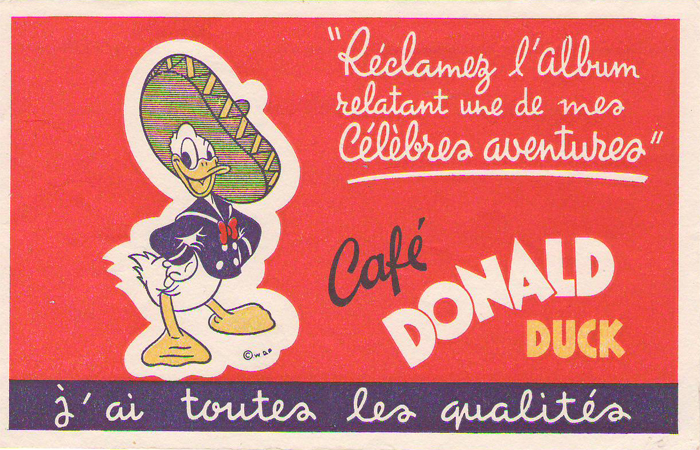 "Réclamez l'Album
relatant une de mes
Célèbres aventures"
Café
DONALD
DUCK
© W D P
j'ai toutes les qualités